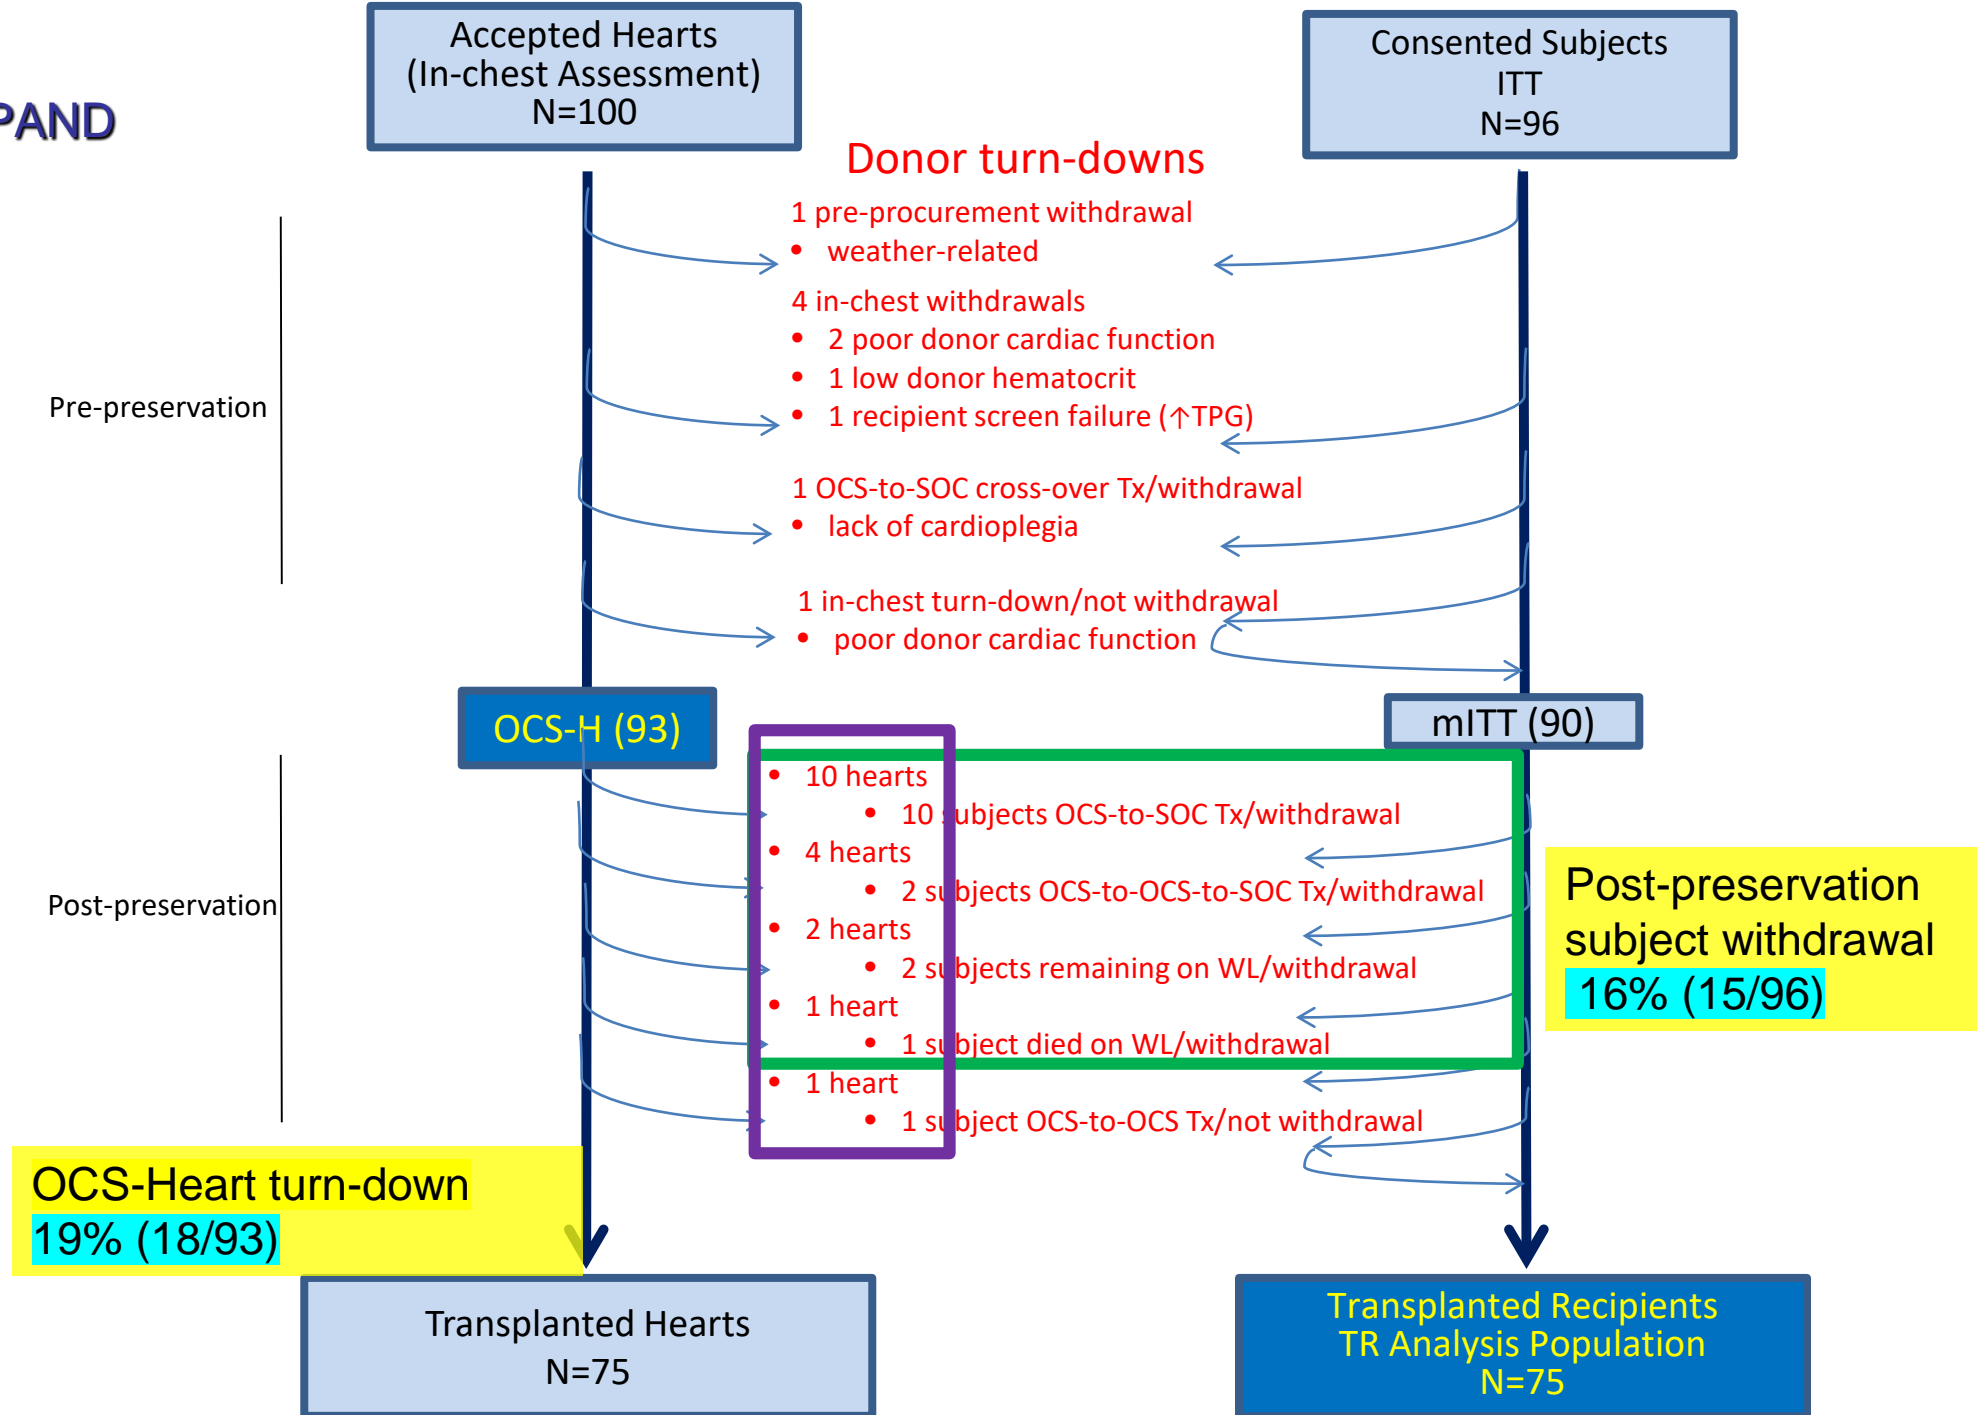 Accepted Hearts
(In-chest Assessment)
N=100
Consented Subjects
ITT
N=96
PAND
Donor turn-downs
1 pre-procurement withdrawal
• weather-related
4 in-chest withdrawals
• 2 poor donor cardiac function
• 1 low donor hematocrit
• 1 recipient screen failure (↑TPG)
Pre-preservation
1 OCS-to-SOC cross-over Tx/withdrawal
• lack of cardioplegia
1 in-chest turn-down/not withdrawal
• poor donor cardiac function
OCS-H (93)
mITT (90)
• 10 hearts
• 10 subjects OCS-to-SOC Tx/withdrawal
• 4 hearts
• 2 subjects OCS-to-OCS-to-SOC Tx/withdrawal
• 2 hearts
• 2 subjects remaining on WL/withdrawal
• 1 heart
• 1 subject died on WL/withdrawal
• 1 heart
• 1 subject OCS-to-OCS Tx/not withdrawal
Post-preservation
Post-preservation
subject withdrawal
16% (15/96)
OCS-Heart turn-down
19% (18/93)
Transplanted Hearts
N=75
Transplanted Recipients
TR Analysis Population
N=75